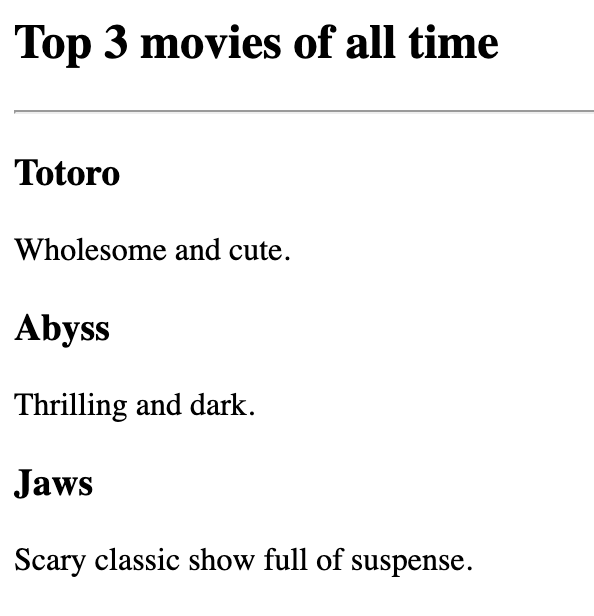 Top 3 movies of all time
Totoro
Wholesome and cute.
Abyss
Thrilling and dark.
Jaws
Scary classic show full of suspense.